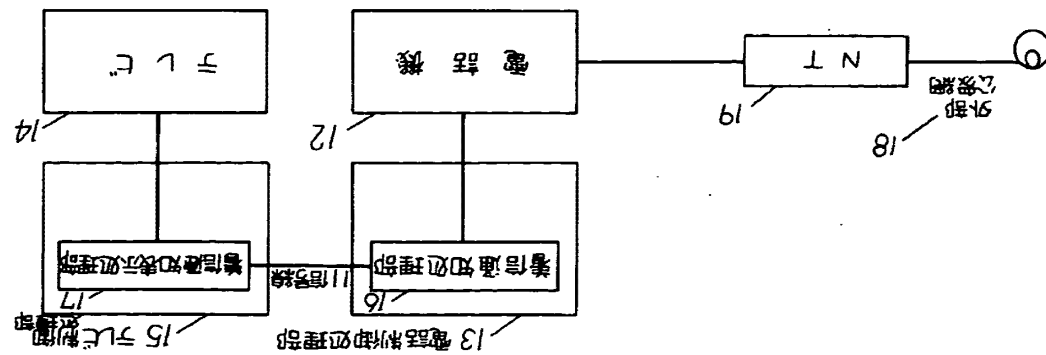 13 電話制御処理部
15 テレビ制御
処理部
16
着信通知処理部
11信号線
17
着信通知表示処理部
18
外部
公衆網
19
NT
12
電話機
14
テレビ